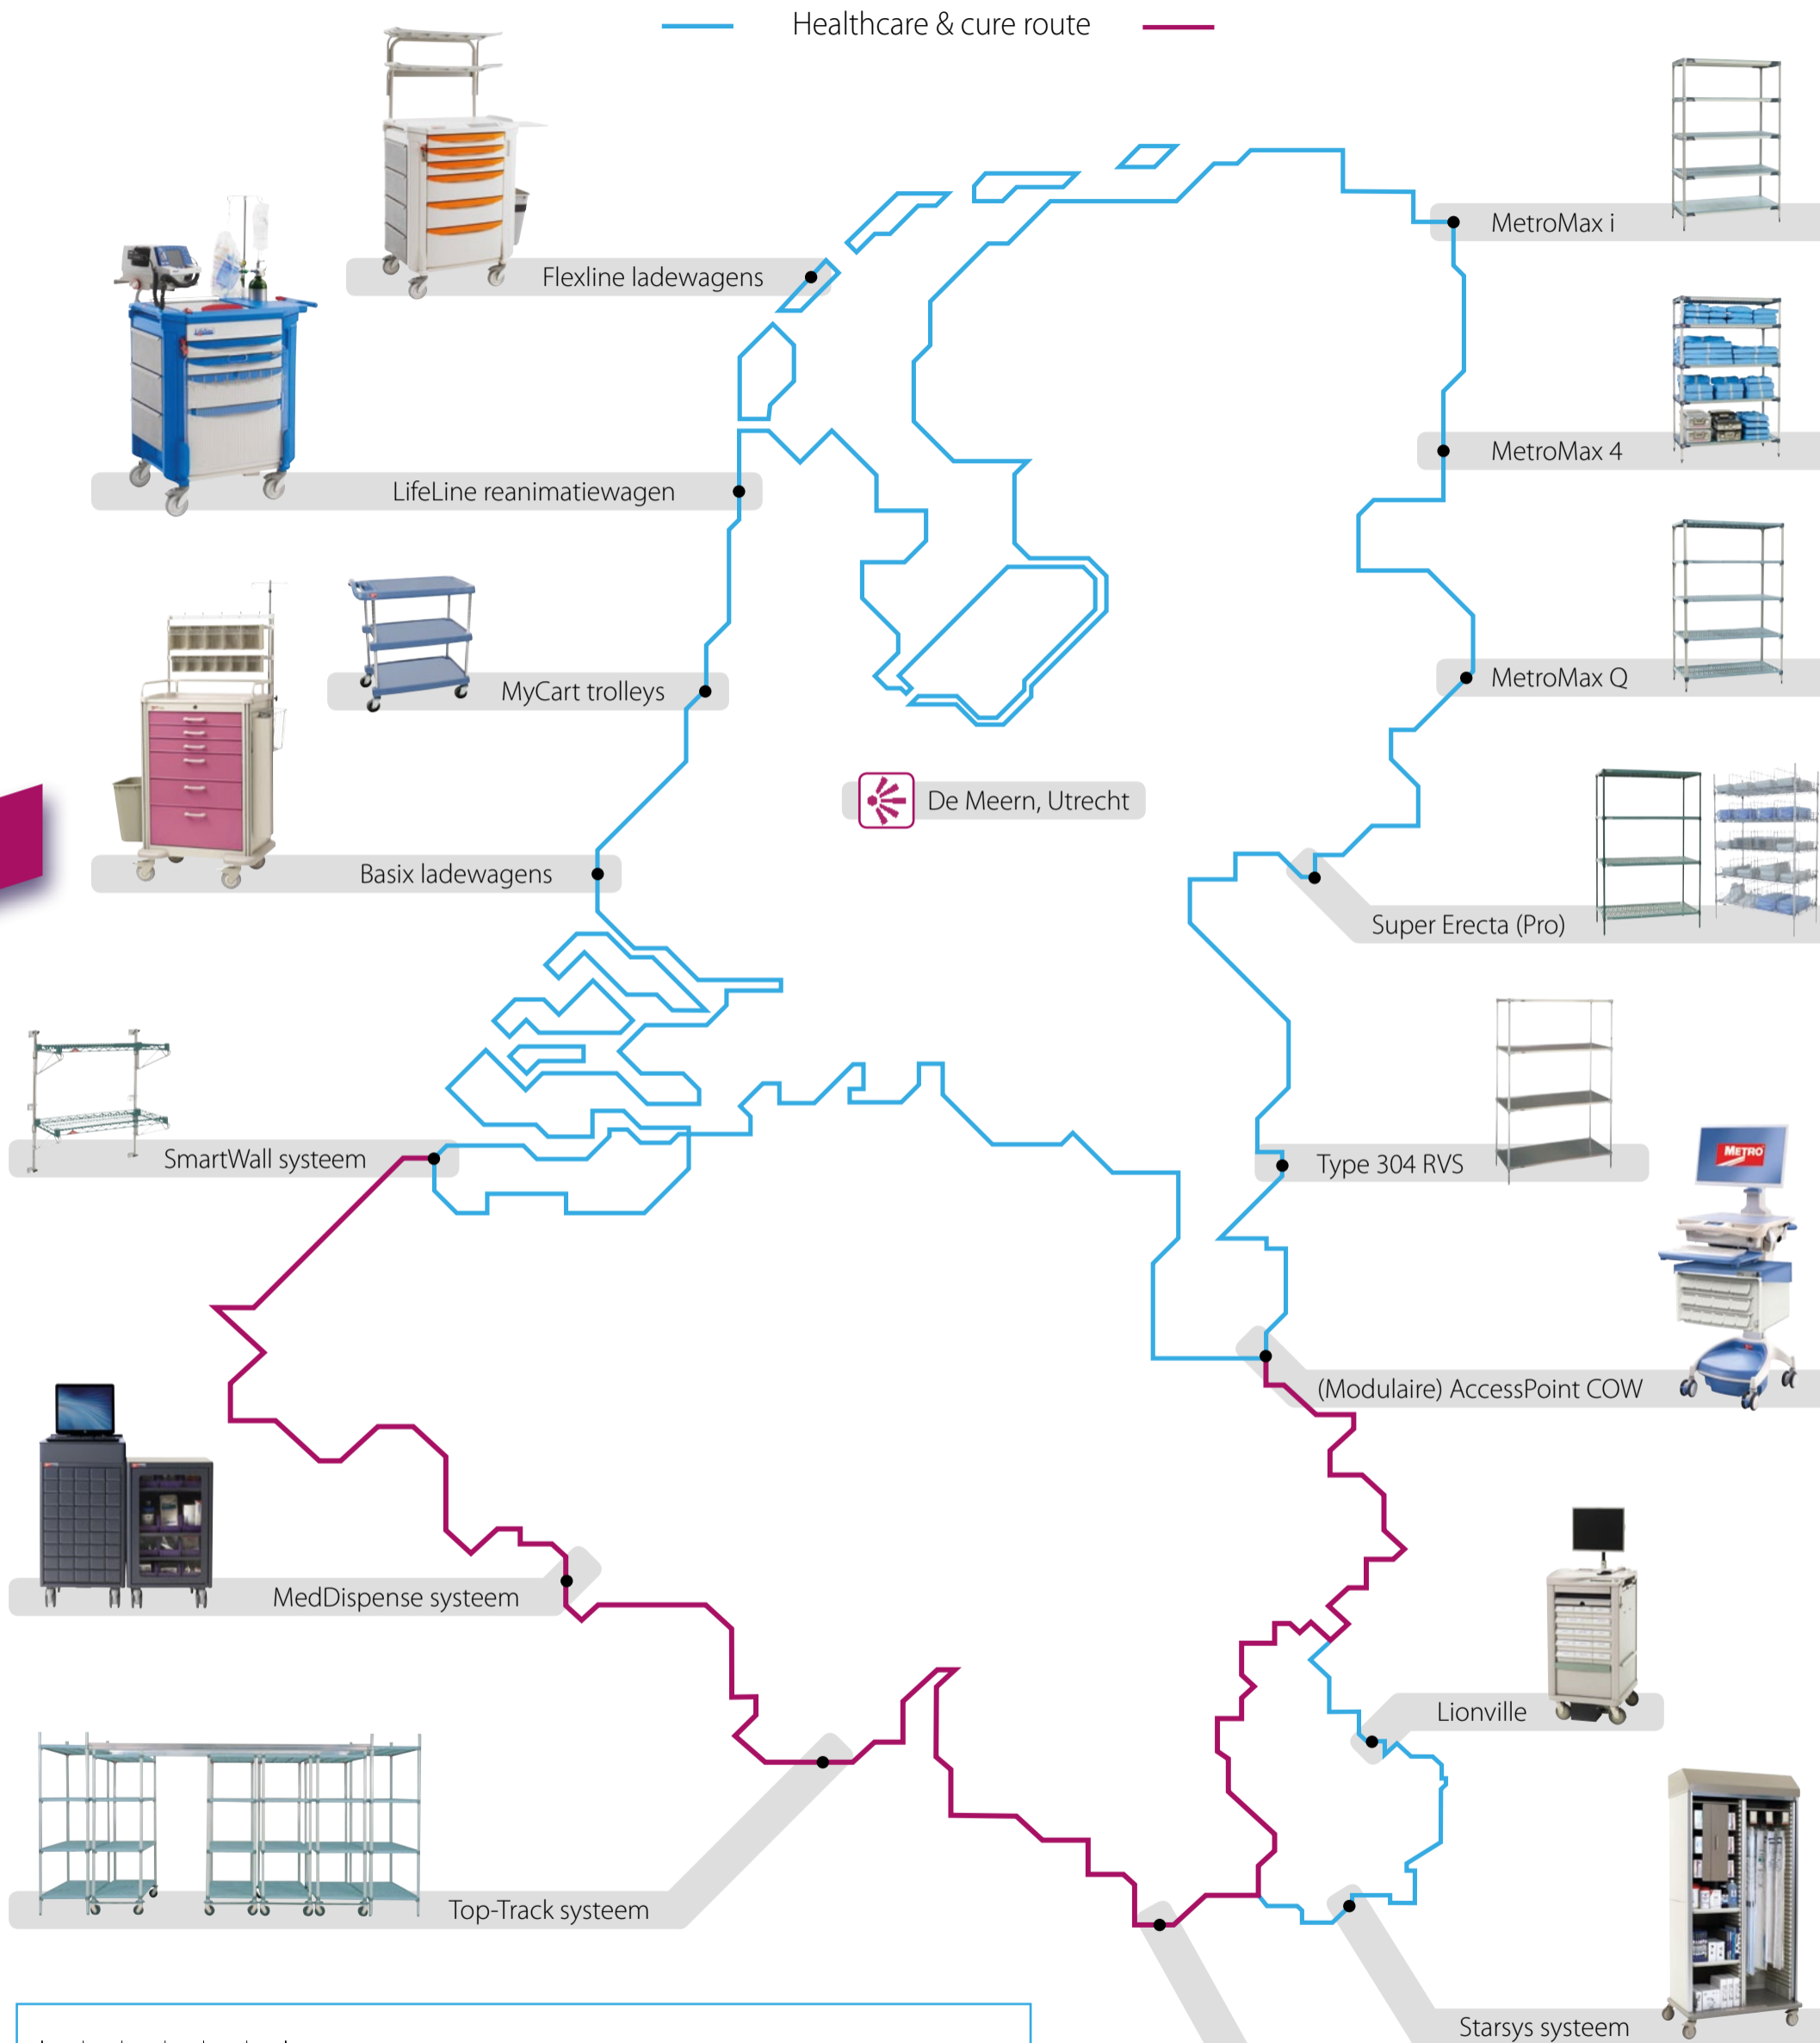 Healthcare & cure route
MetroMax i
Flexline ladewagens
MetroMax 4
LifeLine reanimatiewagen
MetroMax Q
MyCart trolleys
De Meern, Utrecht
Basix ladewagens
Super Erecta (Pro)
SmartWall systeem
Type 304 RVS
METRO
(Modulaire) AccessPoint COW
MedDispense systeem
Lionville
Top-Track systeem
Starsys systeem